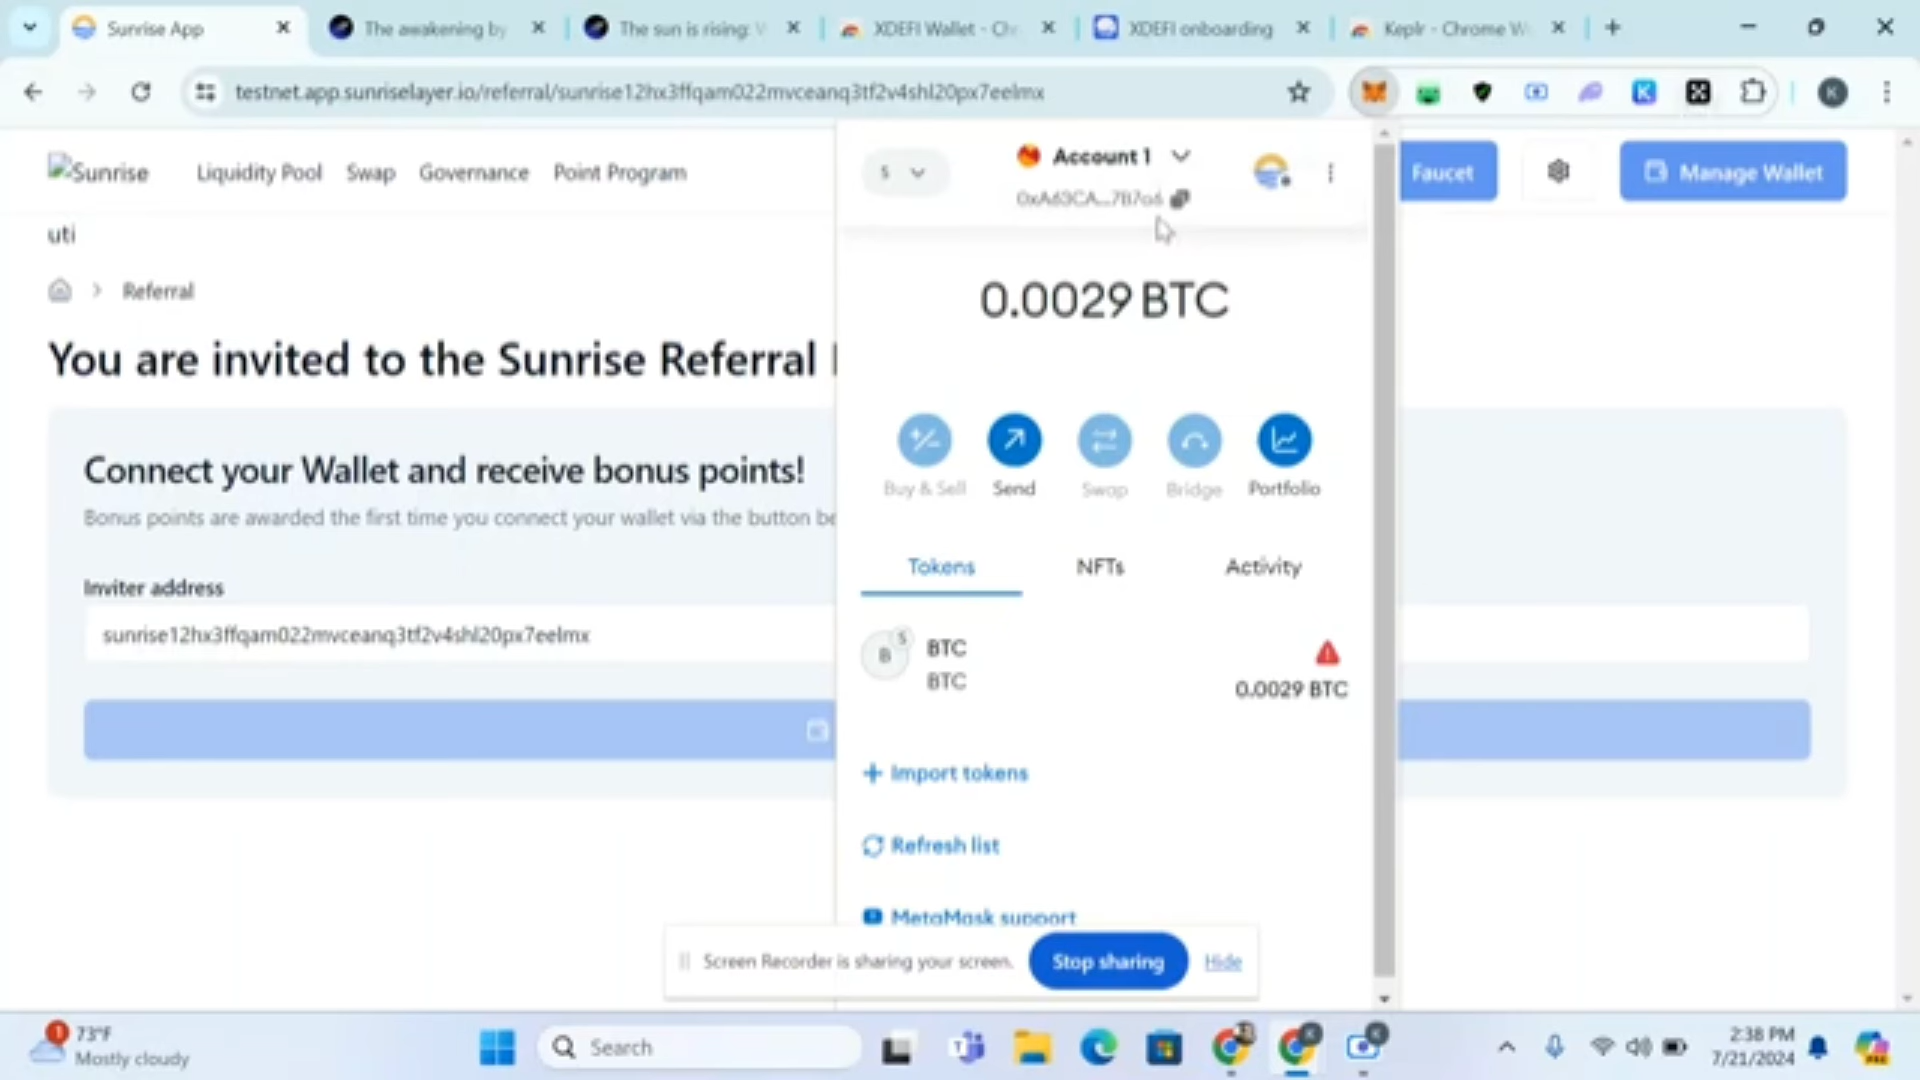 Sunrise App
The awakening by
The sun is rising: V
XDEFI Wallet - Chr
XDEFI onboarding
Keplr - Chrome W
testnet.app.sunriselayer.io/referral/sunrise12hx3ffqam022mvceanq3tf2v4shl20px7eelmx
K
Sunrise
Liquidity Pool
Swap
Governance
Point Program
S
Account 1
0xA63CA...7B7o6
Faucet
Manage Wallet
uti
Referral
0.0029 BTC
You are invited to the Sunrise Referral
Connect your Wallet and receive bonus points!
Bonus points are awarded the first time you connect your wallet via the button be
Buy & Sell
Send
Swap
Bridge
Portfolio
Tokens
NFTs
Activity
Inviter address
sunrise12hx3ffqam022mvceanq3tf2v4shl20px7eelmx
B
S
BTC
BTC
0.0029 BTC
Import tokens
Refresh list
MetaMask support
Screen Recorder is sharing your screen.
Stop sharing
Hide
1
73°F
Mostly cloudy
Search
2:38 PM
7/21/2024